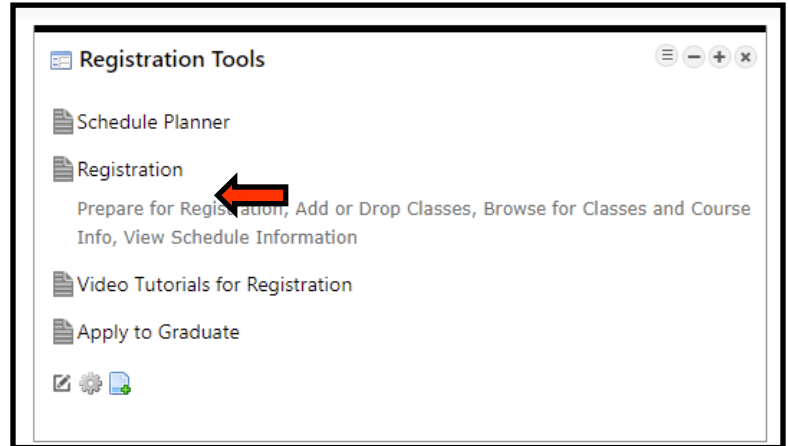 Registration Tools
Schedule Planner
Registration
Prepare for Registration, Add or Drop Classes, Browse for Classes and Course
Info, View Schedule Information
Video Tutorials for Registration
Apply to Graduate